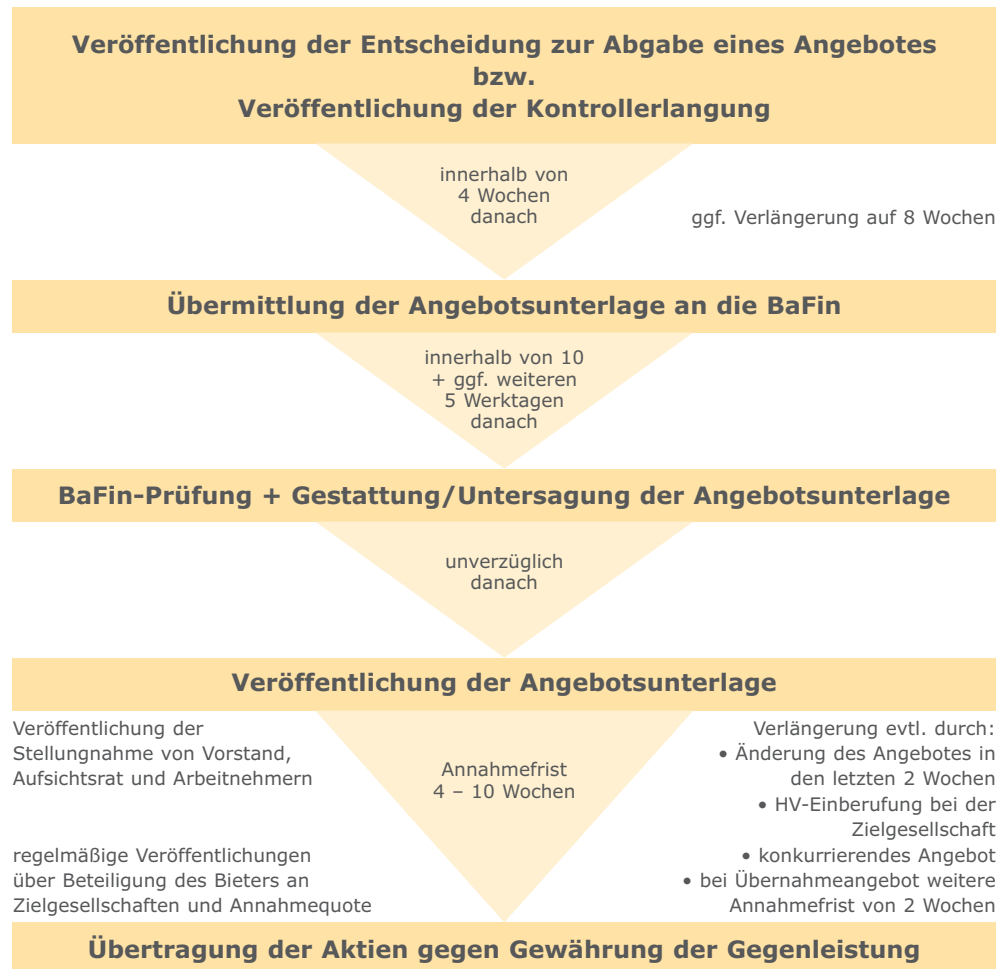 Veröffentlichung der Entscheidung zur Abgabe eines Angebotes
bzw.
Veröffentlichung der Kontrollerlangung
innerhalb von
4 Wochen
danach
ggf. Verlängerung auf 8 Wochen
Übermittlung der Angebotsunterlage an die BaFin
innerhalb von 10
+ ggf. weiteren
5 Werktagen
danach
BaFin-Prüfung + Gestattung/Untersagung der Angebotsunterlage
unverzüglich
danach
Veröffentlichung der Angebotsunterlage
Veröffentlichung der
Stellungnahme von Vorstand,
Aufsichtsrat und Arbeitnehmern
regelmäßige Veröffentlichungen
über Beteiligung des Bieters an
Zielgesellschaften und Annahmequote
Annahmefrist
4 – 10 Wochen
Verlängerung evtl. durch:
• Änderung des Angebotes in
den letzten 2 Wochen
• HV-Einberufung bei der
Zielgesellschaft
• konkurrierendes Angebot
• bei Übernahmeangebot weitere
Annahmefrist von 2 Wochen
Übertragung der Aktien gegen Gewährung der Gegenleistung